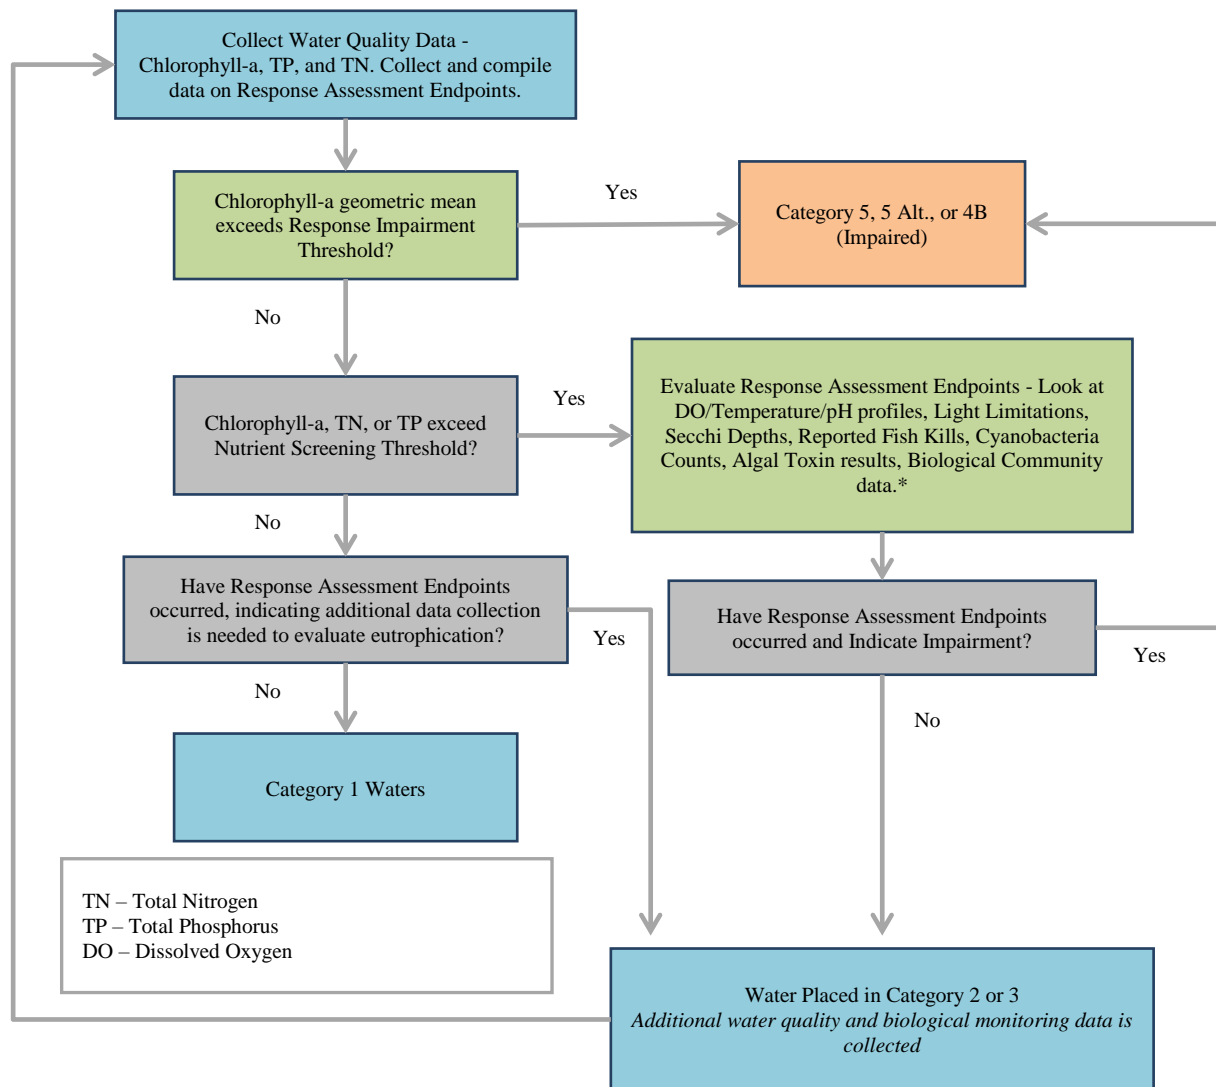 Collect Water Quality Data -
Chlorophyll-a, TP, and TN. Collect and compile
data on Response Assessment Endpoints.
Chlorophyll-a geometric mean
exceeds Response Impairment
Threshold?
Yes
Category 5, 5 Alt., or 4B
(Impaired)
No
Chlorophyll-a, TN, or TP exceed
Nutrient Screening Threshold?
Yes
Evaluate Response Assessment Endpoints - Look at
DO/Temperature/pH profiles, Light Limitations,
Secchi Depths, Reported Fish Kills, Cyanobacteria
Counts, Algal Toxin results, Biological Community
data.*
No
Have Response Assessment Endpoints
occurred, indicating additional data collection
is needed to evaluate eutrophication?
Yes
Have Response Assessment Endpoints
occurred and Indicate Impairment?
Yes
No
No
Category 1 Waters
TN – Total Nitrogen
TP – Total Phosphorus
DO – Dissolved Oxygen
Water Placed in Category 2 or 3
Additional water quality and biological monitoring data is
collected